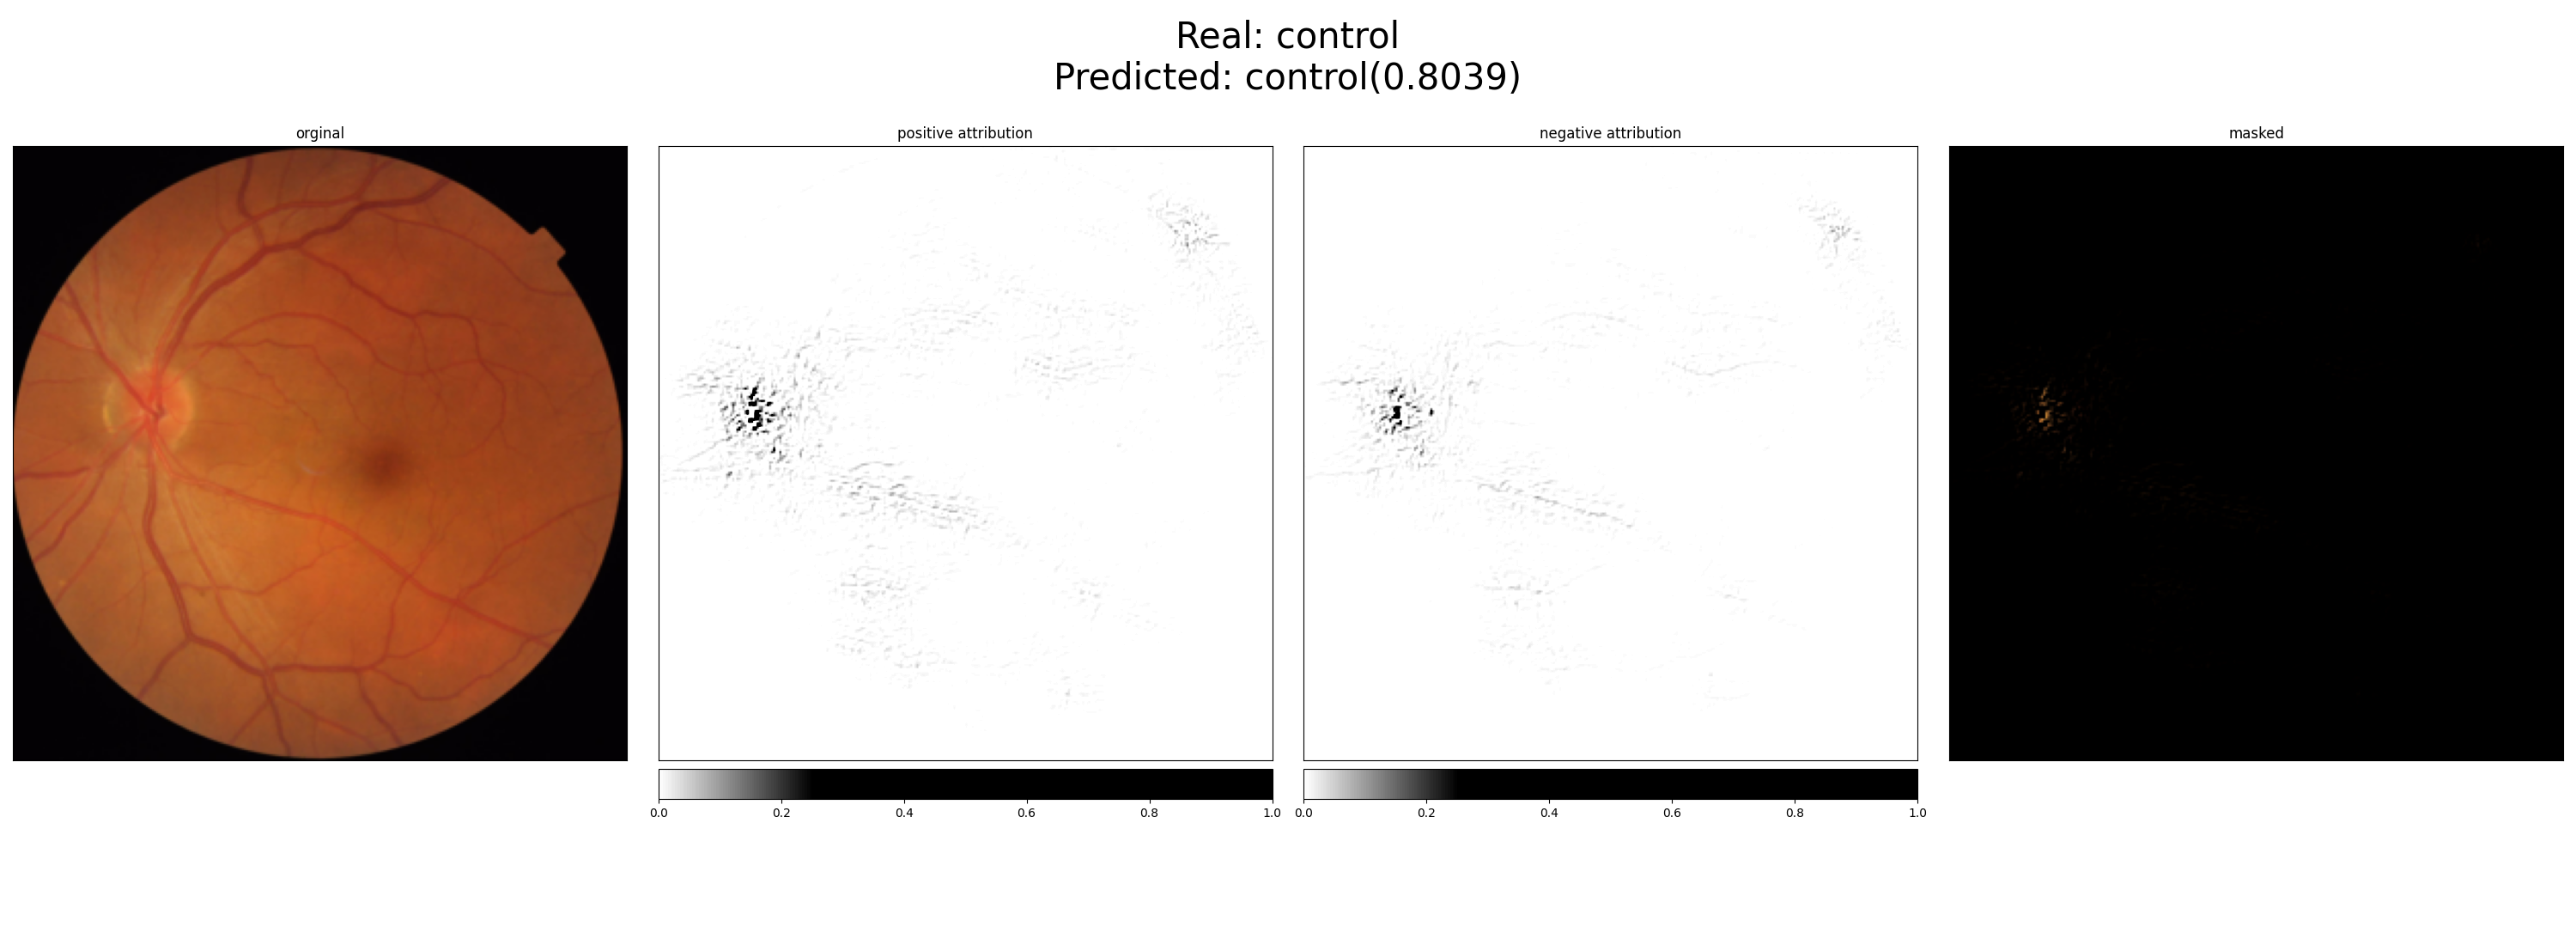 Real: control
Predicted: control(0.8039)
orginal
positive attribution
negative attribution
masked
0.0 0.2 0.4 0.6 0.8 1.0
0.0 0.2 0.4 0.6 0.8 1.0